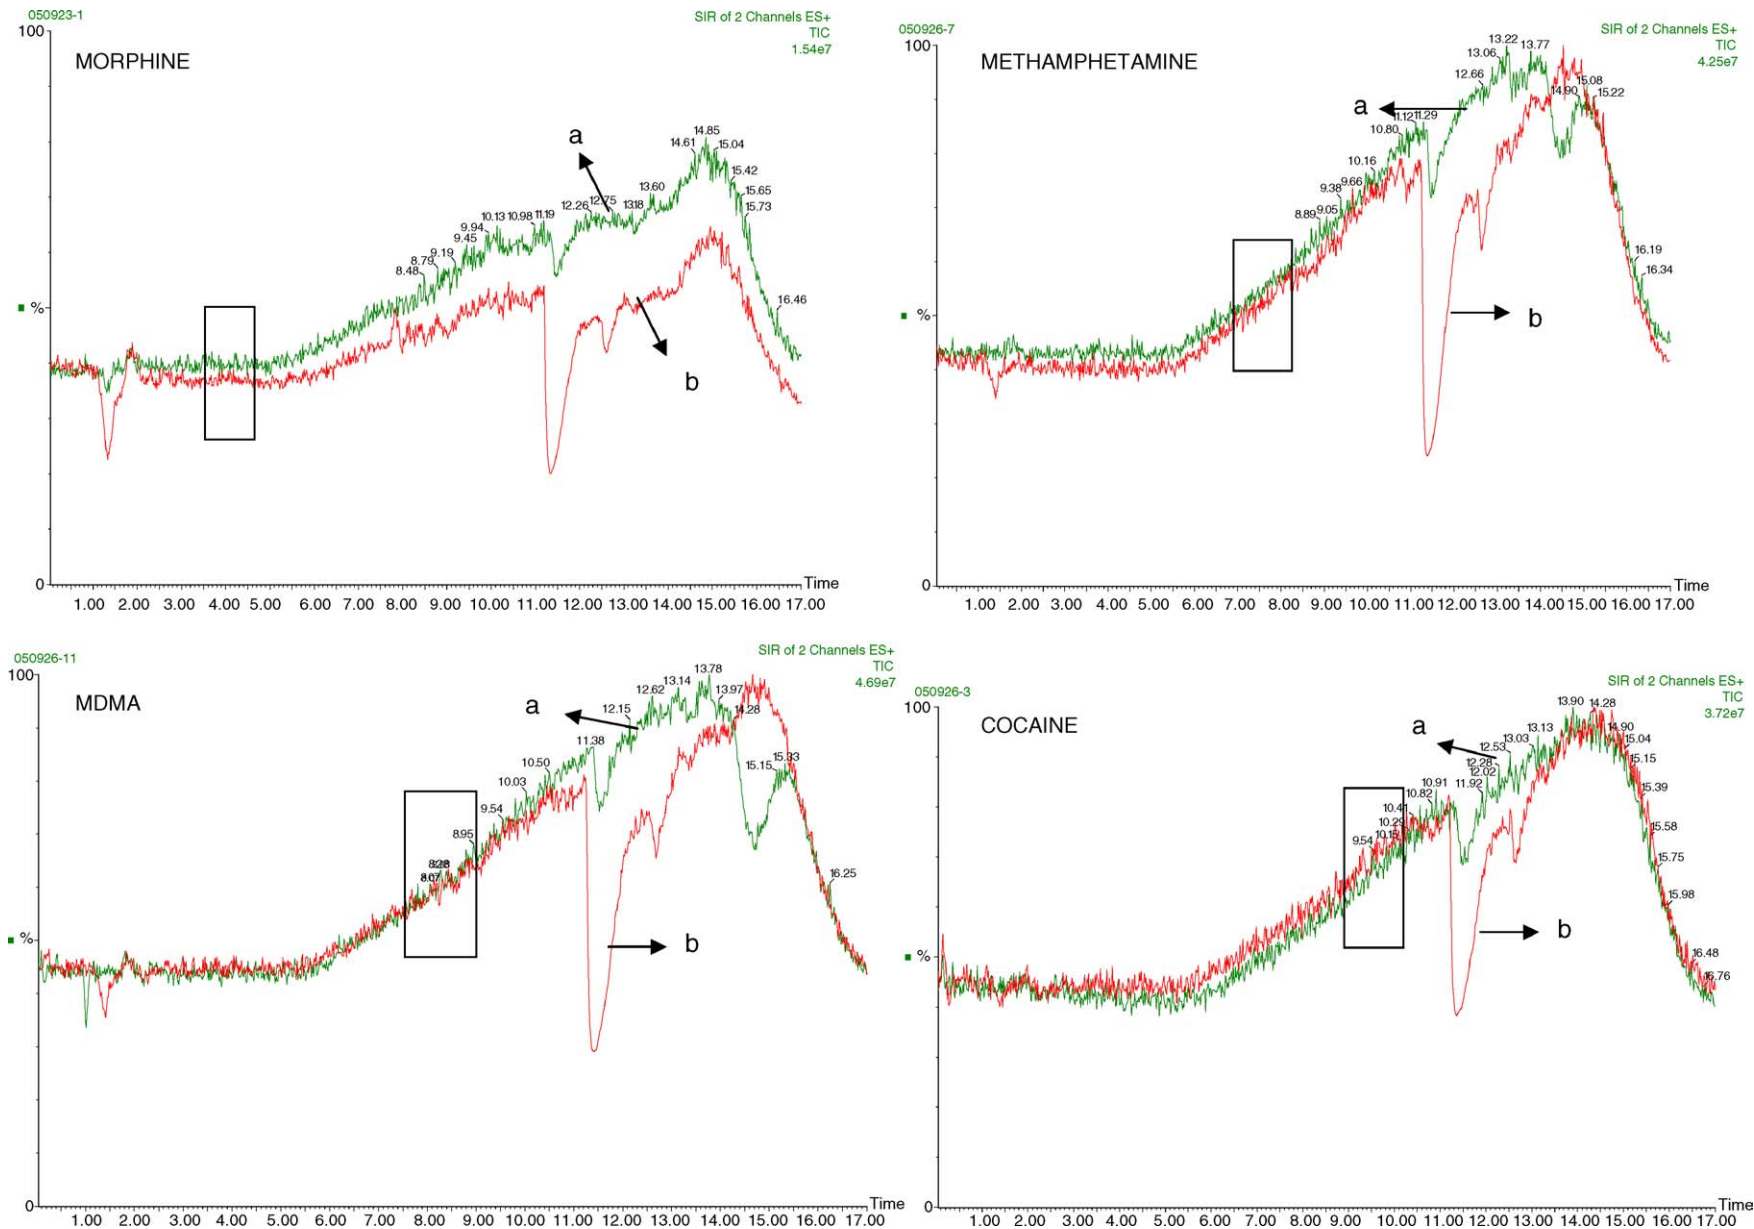 050923-1
SIR of 2 Channels ES+
TIC
1.54e7
100
MORPHINE
a
14.85
14.61
15.04
15.42
13.60
15.65
12.26
12.75
13.18
15.73
9.94
10.13
10.98
11.19
9.45
9.19
8.79
8.48
16.46
%
b
0
Time
1.00 2.00 3.00 4.00 5.00 6.00 7.00 8.00 9.00 10.00 11.00 12.00 13.00 14.00 15.00 16.00 17.00
050926-7
SIR of 2 Channels ES+
TIC
4.25e7
100
METHAMPHETAMINE
13.22
13.06
13.77
12.66
15.08
14.90
15.22
a
11.12
11.29
10.80
10.16
9.66
9.38
9.05
8.89
16.19
16.34
%
b
0
Time
1.00 2.00 3.00 4.00 5.00 6.00 7.00 8.00 9.00 10.00 11.00 12.00 13.00 14.00 15.00 16.00 17.00
050926-11
SIR of 2 Channels ES+
TIC
4.69e7
100
MDMA
a
13.78
13.14
12.62
13.97
12.15
14.28
11.38
10.50
10.03
15.15
15.33
9.54
8.95
8.28
8.07
16.25
%
b
0
Time
1.00 2.00 3.00 4.00 5.00 6.00 7.00 8.00 9.00 10.00 11.00 12.00 13.00 14.00 15.00 16.00 17.00
050926-3
SIR of 2 Channels ES+
TIC
3.72e7
100
COCAINE
a
13.90
14.28
13.13
14.90
13.03
15.04
12.53
15.15
12.28
12.02
11.92
10.91
15.39
10.82
10.41
10.29
10.15
9.54
15.58
15.75
15.98
16.48
16.76
%
b
0
Time
1.00 2.00 3.00 4.00 5.00 6.00 7.00 8.00 9.00 10.00 11.00 12.00 13.00 14.00 15.00 16.00 17.00